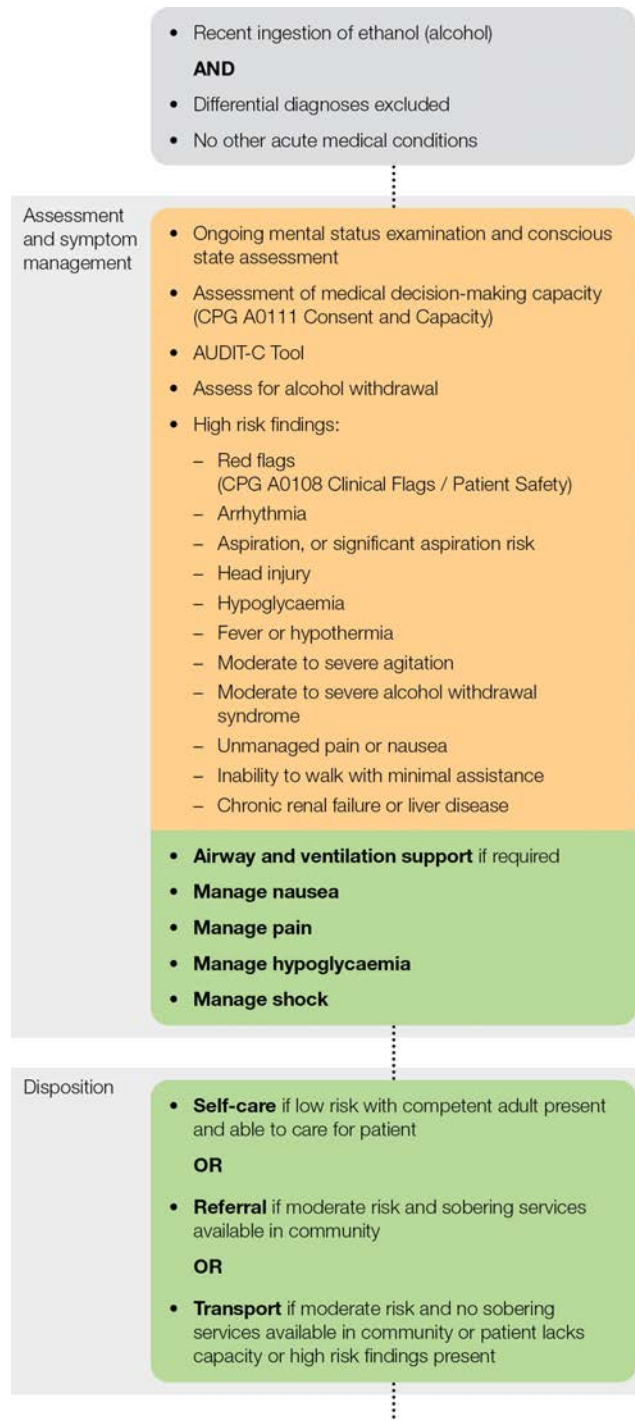 • Recent ingestion of ethanol (alcohol)
AND
• Differential diagnoses excluded
• No other acute medical conditions
Assessment
and symptom
management
• Ongoing mental status examination and conscious
state assessment
• Assessment of medical decision-making capacity
(CPG A0111 Consent and Capacity)
• AUDIT-C Tool
• Assess for alcohol withdrawal
• High risk findings:
– Red flags
(CPG A0108 Clinical Flags / Patient Safety)
– Arrhythmia
– Aspiration, or significant aspiration risk
– Head injury
– Hypoglycaemia
– Fever or hypothermia
– Moderate to severe agitation
– Moderate to severe alcohol withdrawal
syndrome
– Unmanaged pain or nausea
– Inability to walk with minimal assistance
– Chronic renal failure or liver disease
• Airway and ventilation support if required
• Manage nausea
• Manage pain
• Manage hypoglycaemia
• Manage shock
Disposition
• Self-care if low risk with competent adult present
and able to care for patient
OR
• Referral if moderate risk and sobering services
available in community
OR
• Transport if moderate risk and no sobering
services available in community or patient lacks
capacity or high risk findings present